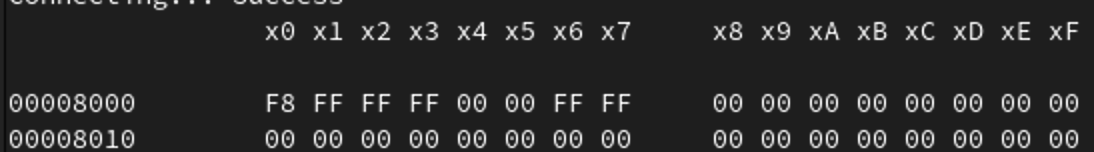 Connecting... Success
x0 x1 x2 x3 x4 x5 x6 x7 x8 x9 xA xB xC xD xE xF
00008000 F8 FF FF FF 00 00 FF FF 00 00 00 00 00 00 00 00
00008010 00 00 00 00 00 00 00 00 00 00 00 00 00 00 00 00